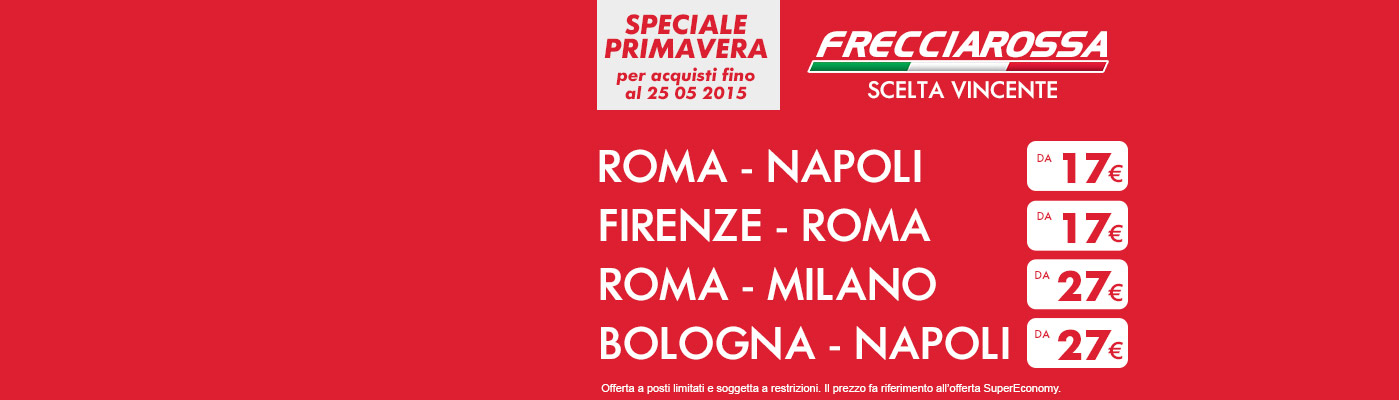 SPECIALE
PRIMAVERA
per acquisti fino
al 25 05 2015
FRECCIAROSSA
SCELTA VINCENTE
ROMA - NAPOLI DA 17€
FIRENZE - ROMA DA 17€
ROMA - MILANO DA 27€
BOLOGNA - NAPOLI DA 27€
Offerta a posti limitati e soggetta a restrizioni. Il prezzo fa riferimento all'offerta SuperEconomy.